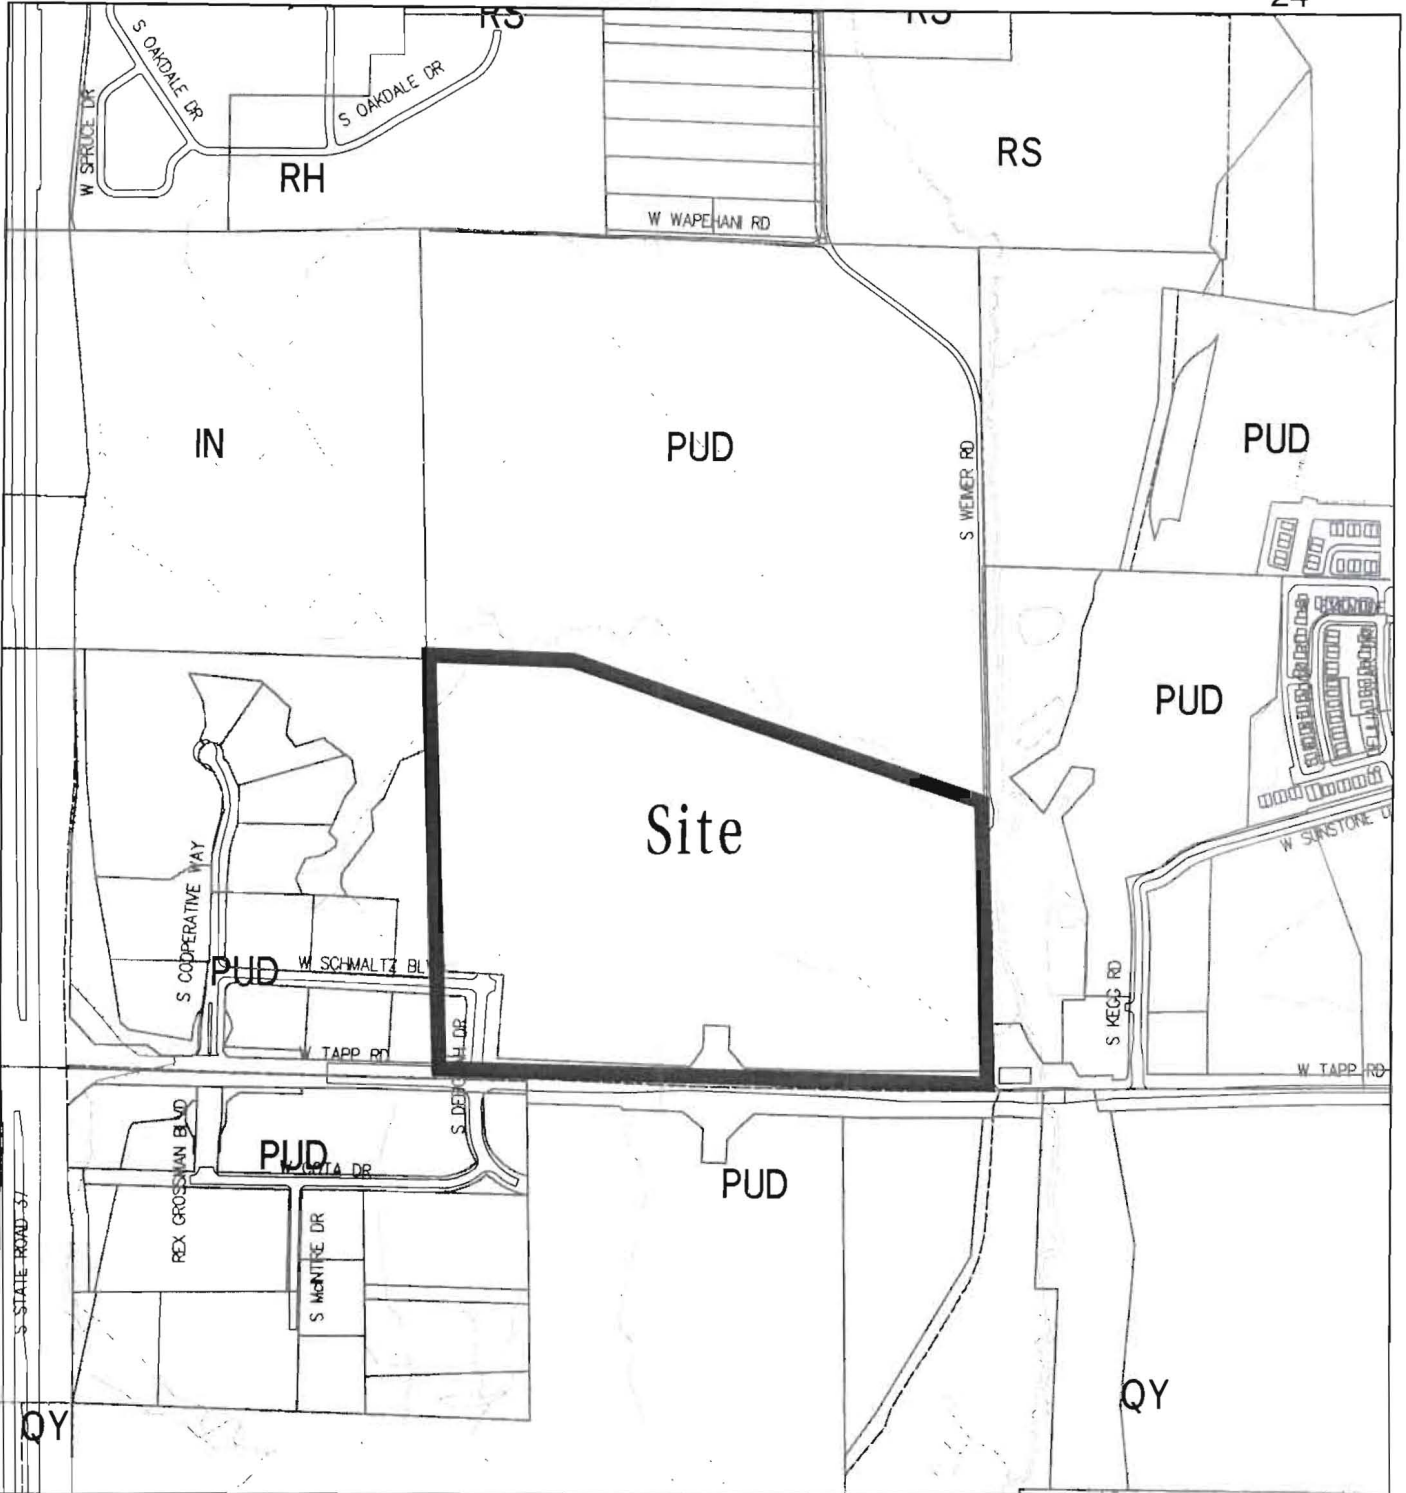 24
RS
RS
S OAKDALE DR
S OAKDALE DR
W SPRUCE DR
RH
RS
W WAPEHANI RD
IN
PUD
S WEIMER RD
PUD
PUD
Site
W SUNSTONE
S COOPERATIVE WAY
PUD
W SCHMALTZ BLV
S KEGG RD
W TAPP RD
W TAPP RD
REX GROSSMAN BLVD
PUD
W COTA DR
PUD
S STATE ROAD 37
S McINTIRE DR
QY
QY